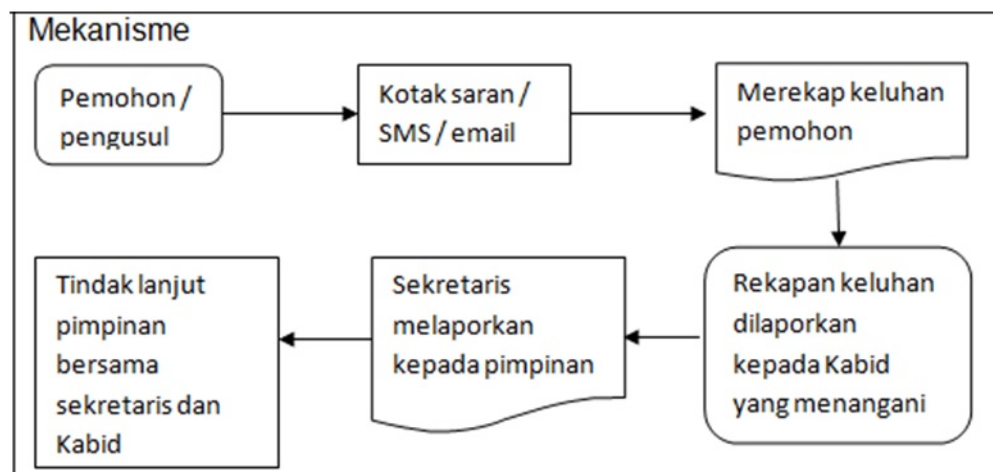 Mekanisme
Pemohon /
pengusul
Kotak saran /
SMS / email
Merekap keluhan
pemohon
Rekapan keluhan
dilaporkan
kepada Kabid
yang menangani
Sekretaris
melaporkan
kepada pimpinan
Tindak lanjut
pimpinan
bersama
sekretaris dan
Kabid